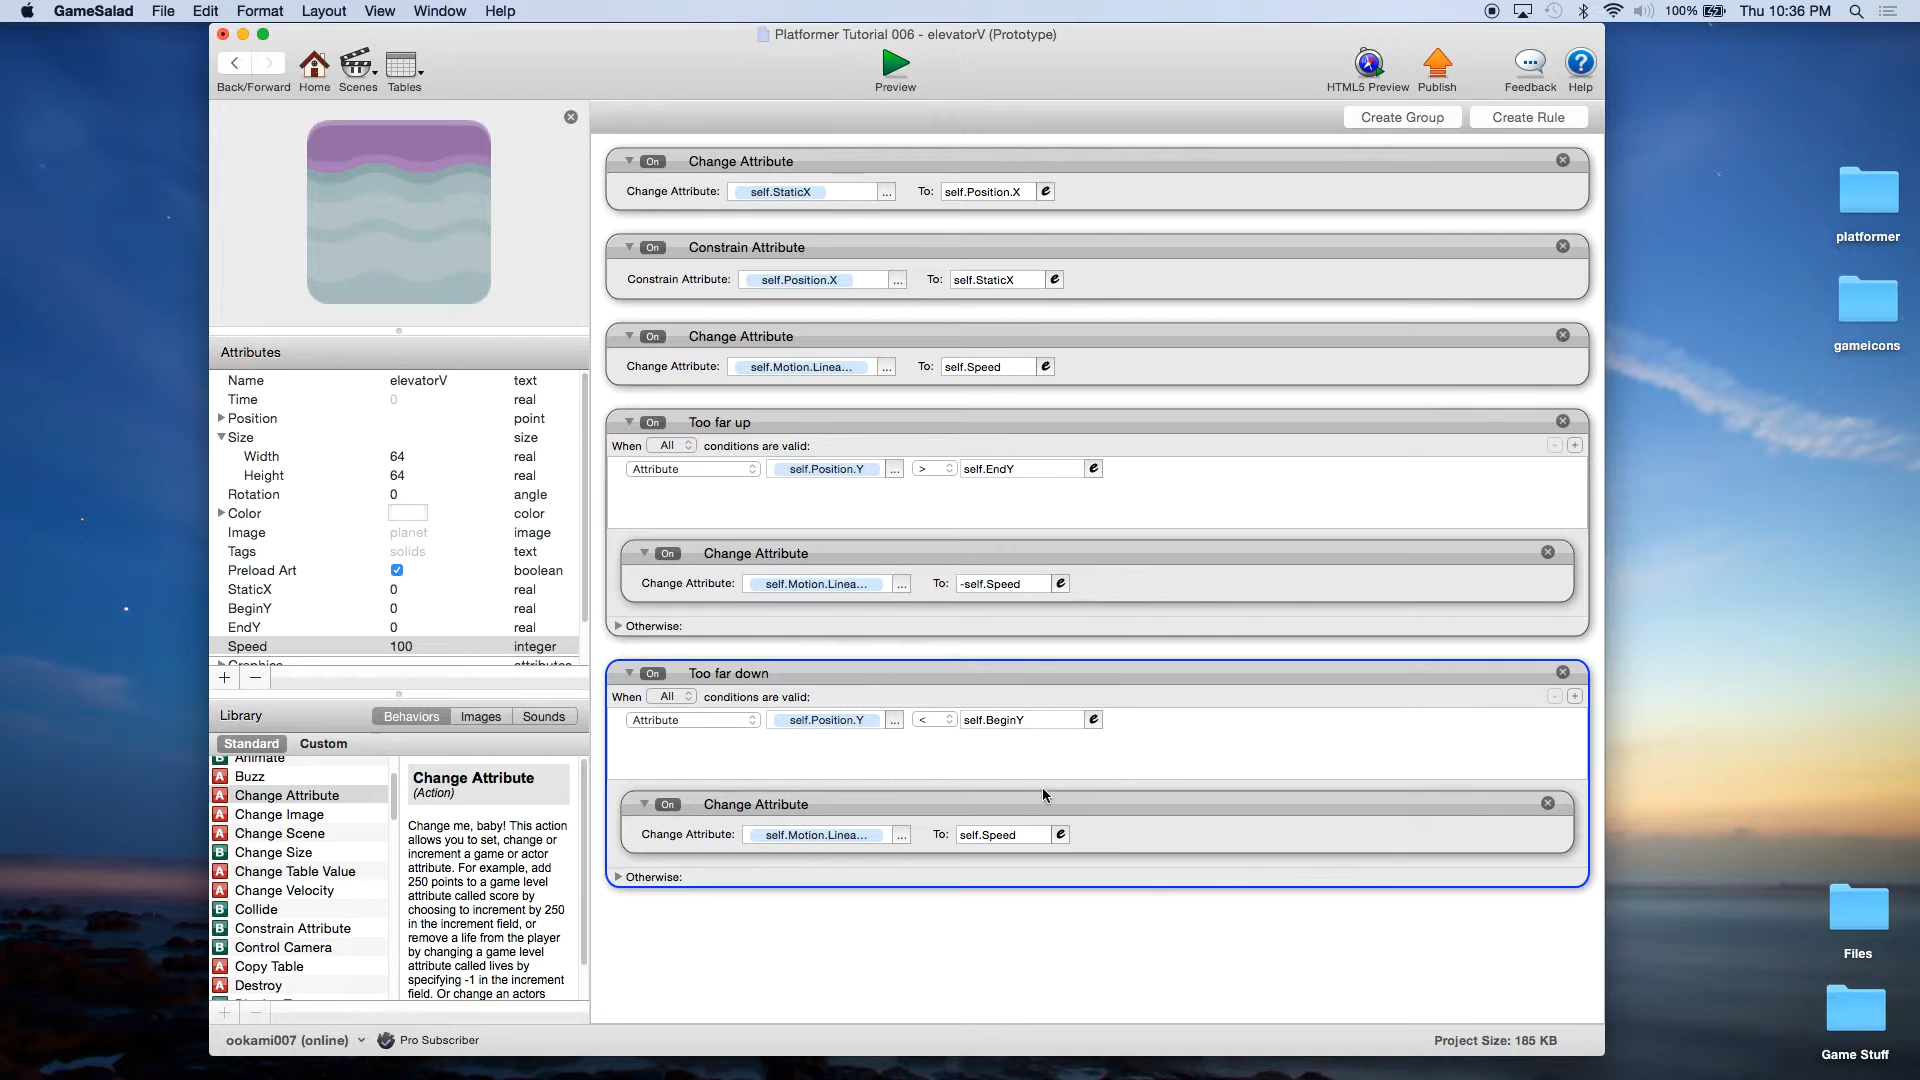 GameSalad File Edit Format Layout View Window Help 100% Thu 10:36 PM
Platformer Tutorial 006 - elevatorV (Prototype)
Back/Forward Home Scenes Tables Preview HTML5 Preview Publish Feedback Help
Create Group Create Rule
On Change Attribute
Change Attribute: self.StaticX ... To: self.Position.X e
On Constrain Attribute
Constrain Attribute: self.Position.X ... To: self.StaticX e
On Change Attribute
Change Attribute: self.Motion.Linea... ... To: self.Speed e
On Too far up
When All conditions are valid:
Attribute self.Position.Y ... > self.EndY e
On Change Attribute
Change Attribute: self.Motion.Linea... ... To: -self.Speed e
Otherwise:
On Too far down
When All conditions are valid:
Attribute self.Position.Y ... < self.BeginY e
On Change Attribute
Change Attribute: self.Motion.Linea... ... To: self.Speed e
Otherwise:
Attributes
Name elevatorV text
Time 0 real
Position point
Size size
Width 64 real
Height 64 real
Rotation 0 angle
Color color
Image planet image
Tags solids text
Preload Art boolean
StaticX 0 real
BeginY 0 real
EndY 0 real
Speed 100 integer
Graphics attributes
Library Behaviors Images Sounds
Standard Custom
B Animate
A Buzz
A Change Attribute
A Change Image
A Change Scene
B Change Size
A Change Table Value
A Change Velocity
B Collide
B Constrain Attribute
B Control Camera
A Copy Table
A Destroy
Change Attribute
(Action)
Change me, baby! This action
allows you to set, change or
increment a game or actor
attribute. For example, add
250 points to a game level
attribute called score by
choosing to increment by 250
in the increment field, or
remove a life from the player
by changing a game level
attribute called lives by
specifying -1 in the increment
field. Or change an actors
ookami007 (online) Pro Subscriber Project Size: 185 KB
platformer
gameicons
Files
Game Stuff